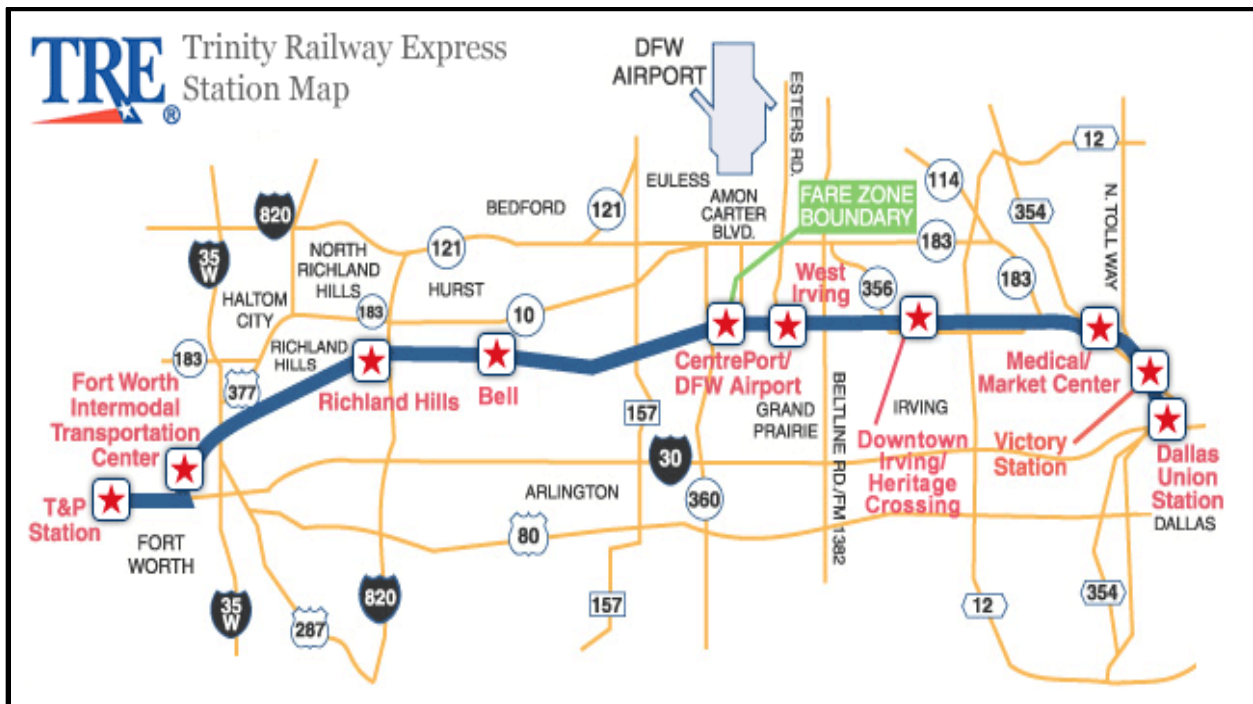 TRE®
Trinity Railway Express
Station Map
DFW
AIRPORT
ESTERS RD.
12
EULESS
AMON
CARTER
BLVD.
FARE ZONE
BOUNDARY
114
354
N. TOLL WAY
820
BEDFORD
121
35
W
NORTH
RICHLAND
HILLS
121
183
HALTOM
CITY
HURST
West
Irving
356
183
183
10
183
RICHLAND
HILLS
377
Fort Worth
Intermodal
Transportation
Center
Richland Hills
Bell
CentrePort/
DFW Airport
Medical/
Market Center
157
GRAND
PRAIRIE
BELTLINE RD./FM 1382
IRVING
Downtown
Irving/
Heritage
Crossing
Victory
Station
Dallas
Union
Station
DALLAS
30
T&P
Station
ARLINGTON
360
FORT
WORTH
80
35
W
287
820
157
12
354